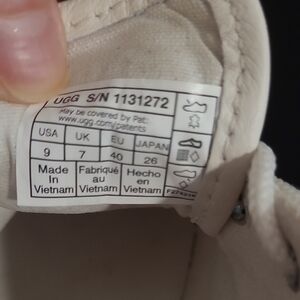 UGG S/N 1131272
May be covered by Pat:
www.ugg.com/patents
USA UK EU JAPAN
9 7 40 26
Made In Vietnam
Fabriqué au Vietnam
Hecho en Vietnam